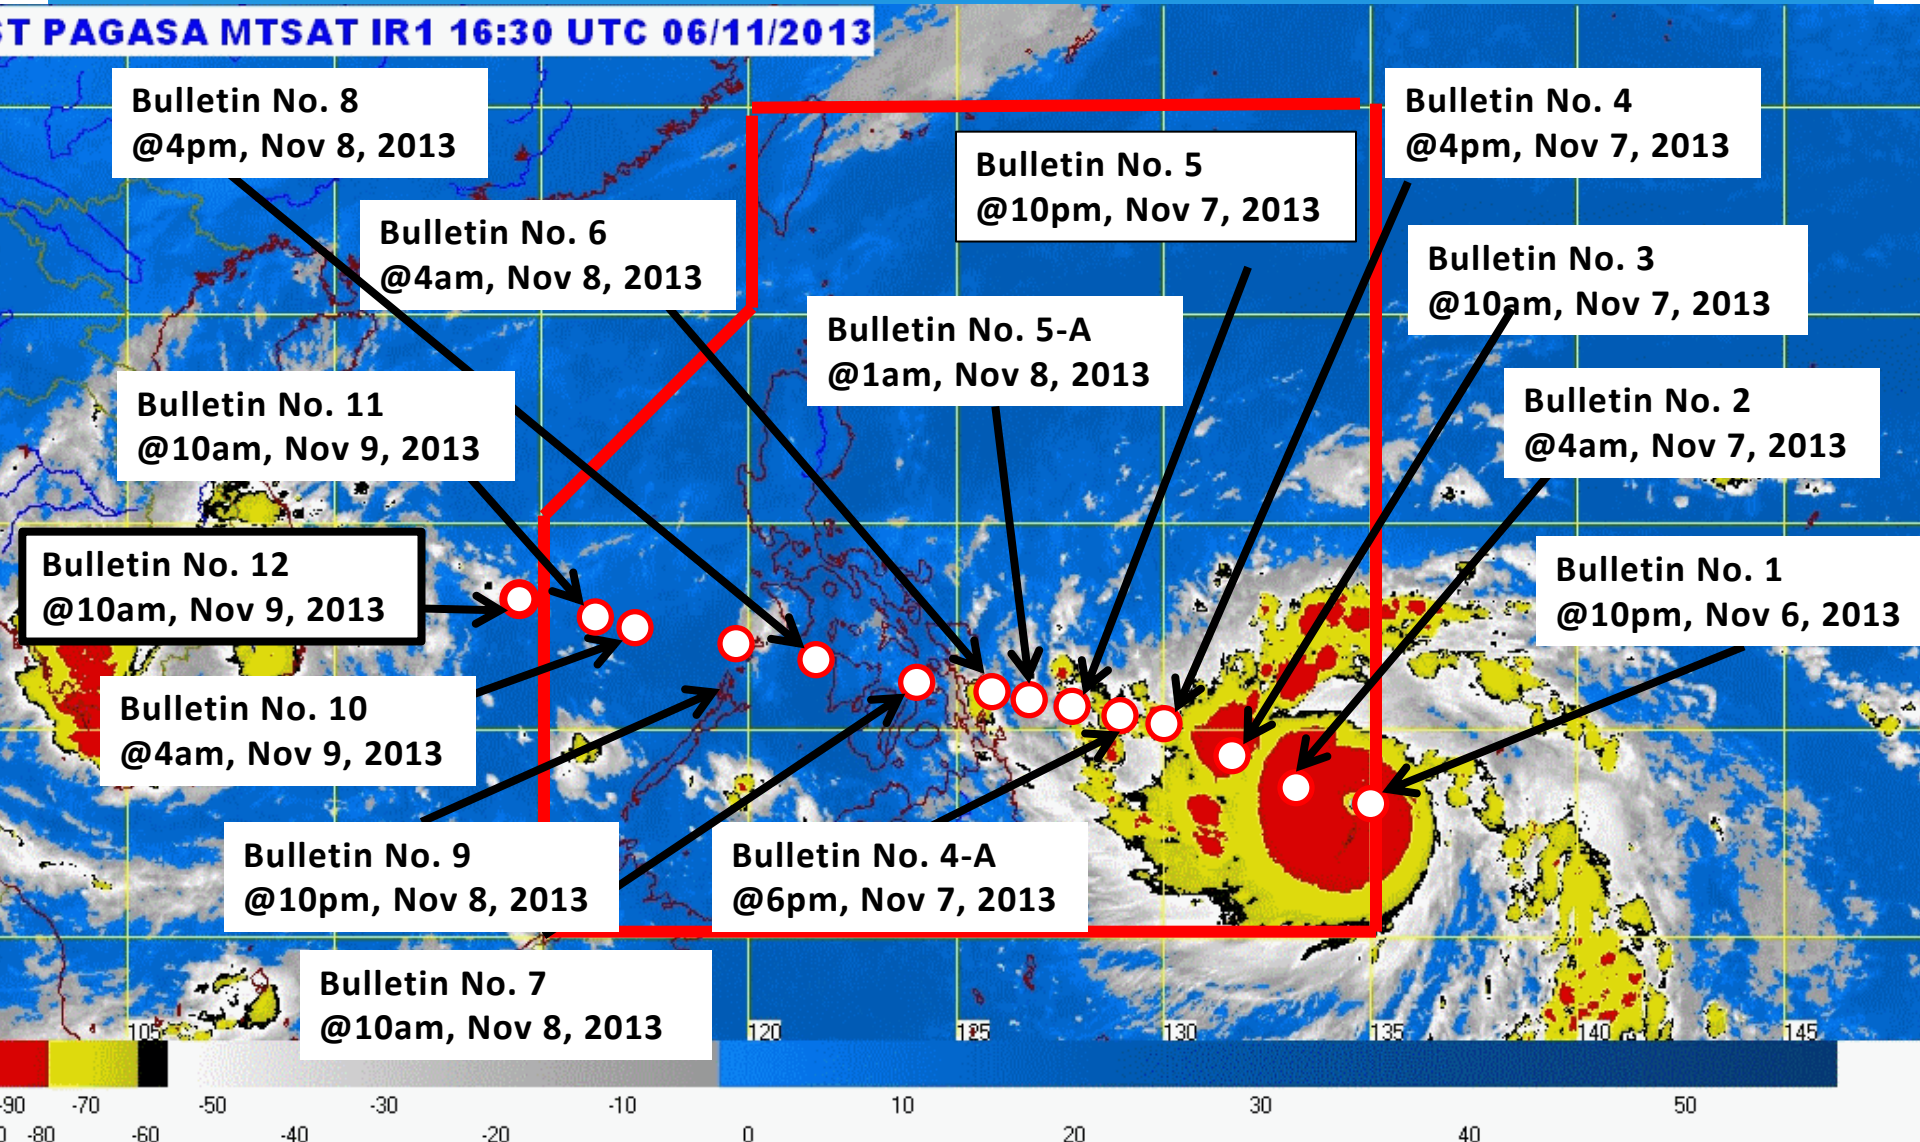 ST PAGASA MTSAT IR1 16:30 UTC 06/11/2013
Bulletin No. 8
@4pm, Nov 8, 2013
Bulletin No. 4
@4pm, Nov 7, 2013
Bulletin No. 5
@10pm, Nov 7, 2013
Bulletin No. 6
@4am, Nov 8, 2013
Bulletin No. 3
@10am, Nov 7, 2013
Bulletin No. 5-A
@1am, Nov 8, 2013
Bulletin No. 11
@10am, Nov 9, 2013
Bulletin No. 2
@4am, Nov 7, 2013
Bulletin No. 12
@10am, Nov 9, 2013
Bulletin No. 1
@10pm, Nov 6, 2013
Bulletin No. 10
@4am, Nov 9, 2013
Bulletin No. 9
@10pm, Nov 8, 2013
Bulletin No. 4-A
@6pm, Nov 7, 2013
Bulletin No. 7
@10am, Nov 8, 2013
105 120 125 130 135 140 145
-90 -70 -50 -30 -10 10 30 50
-80 -60 -40 -20 0 20 40